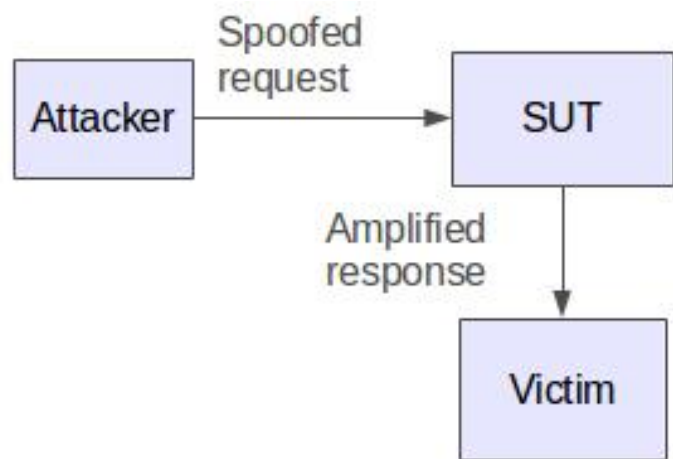 Spoofed
request
Attacker
SUT
Amplified
response
Victim